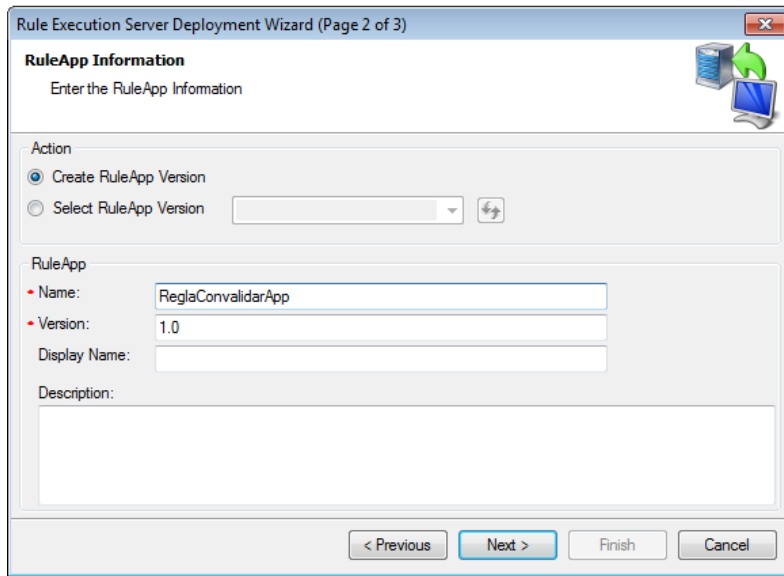 Rule Execution Server Deployment Wizard (Page 2 of 3)
RuleApp Information
Enter the RuleApp Information
Action
Create RuleApp Version
Select RuleApp Version
RuleApp
* Name: ReglaConvalidarApp
* Version: 1.0
Display Name:
Description:
< Previous Next > Finish Cancel